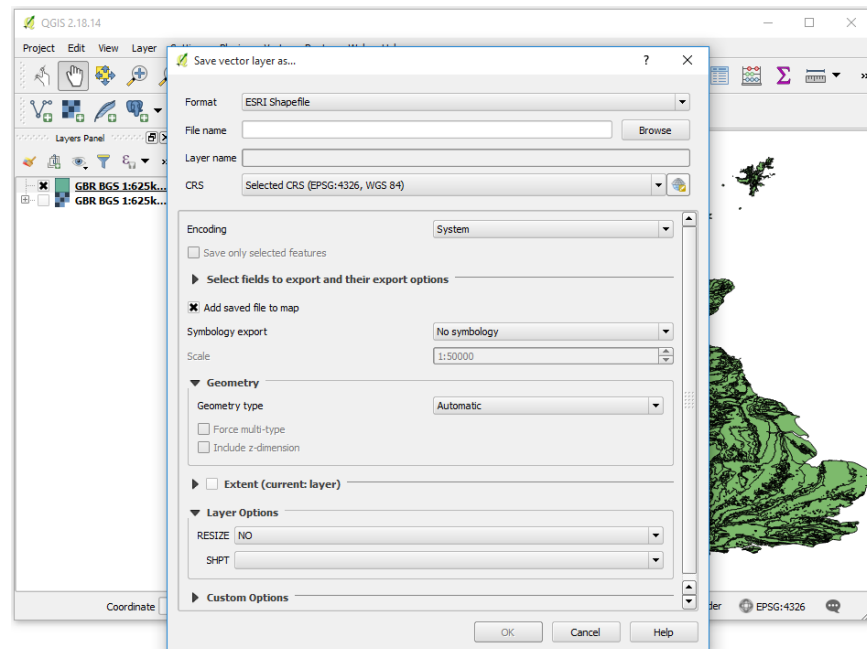 QGIS 2.18.14
Project Edit View Layer
Save vector layer as...
Format ESRI Shapefile
File name Browse
Layers Panel
Layer name
CRS Selected CRS (EPSG:4326, WGS 84)
GBR BGS 1:625k...
GBR BGS 1:625k...
Encoding System
Save only selected features
Select fields to export and their export options
Add saved file to map
Symbology export No symbology
Scale 1:50000
Geometry
Geometry type Automatic
Force multi-type
Include z-dimension
Extent (current: layer)
Layer Options
RESIZE NO
SHPT
Custom Options
Coordinate EPSG:4326
OK Cancel Help